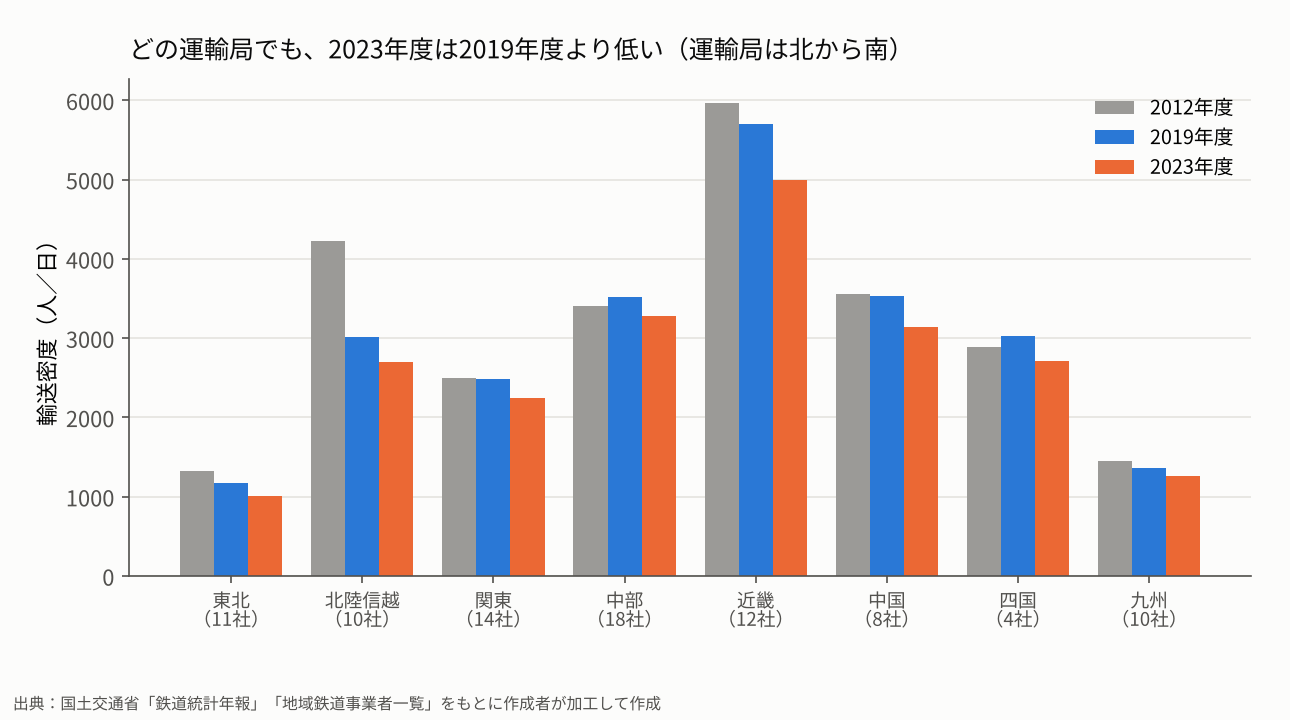 どの運輸局でも、2023年度は2019年度より低い（運輸局は北から南）
2012年度
2019年度
2023年度
輸送密度（人／日）
6000
5000
4000
3000
2000
1000
0
東北
（11社）
北陸信越
（10社）
関東
（14社）
中部
（18社）
近畿
（12社）
中国
（8社）
四国
（4社）
九州
（10社）
出典：国土交通省「鉄道統計年報」「地域鉄道事業者一覧」をもとに作成者が加工して作成